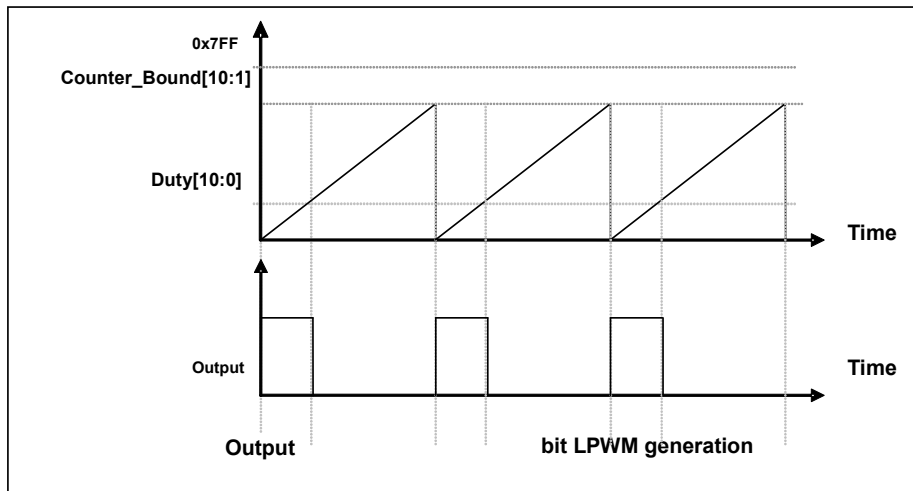 0x7FF
Counter_Bound[10:1]
Duty[10:0]
Time
Output
Time
Output
bit LPWM generation